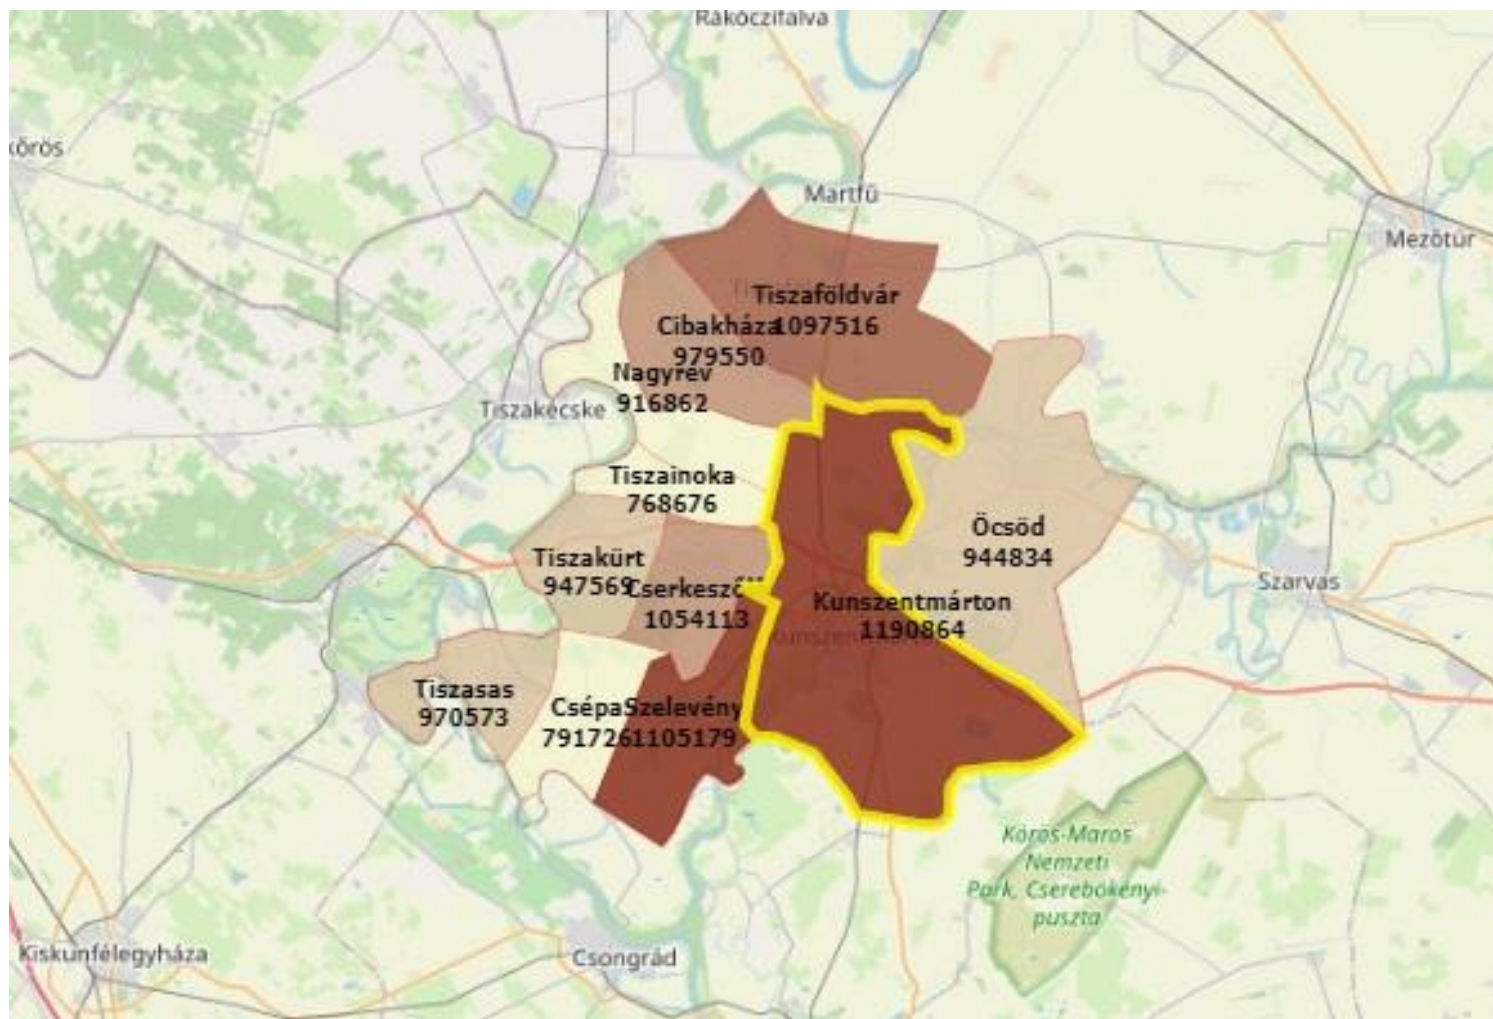 Rákóczifalva
kőrös
Martfű
Mezőtúr
Tiszaföldvár
1097516
Cibakháza
979550
Nagyrév
916862
Tiszakécske
Tiszainoka
768676
Öcsöd
944834
Tiszakürt
947569
Cserkeszőlő
1054113
Szarvas
Kunszentmárton
1190864
Tiszasas
970573
Csépa
791726
Szelevény
1105179
Körös-Maros
Nemzeti
Park, Cserebökényi-
puszta
Kiskunfélegyháza
Csongrád